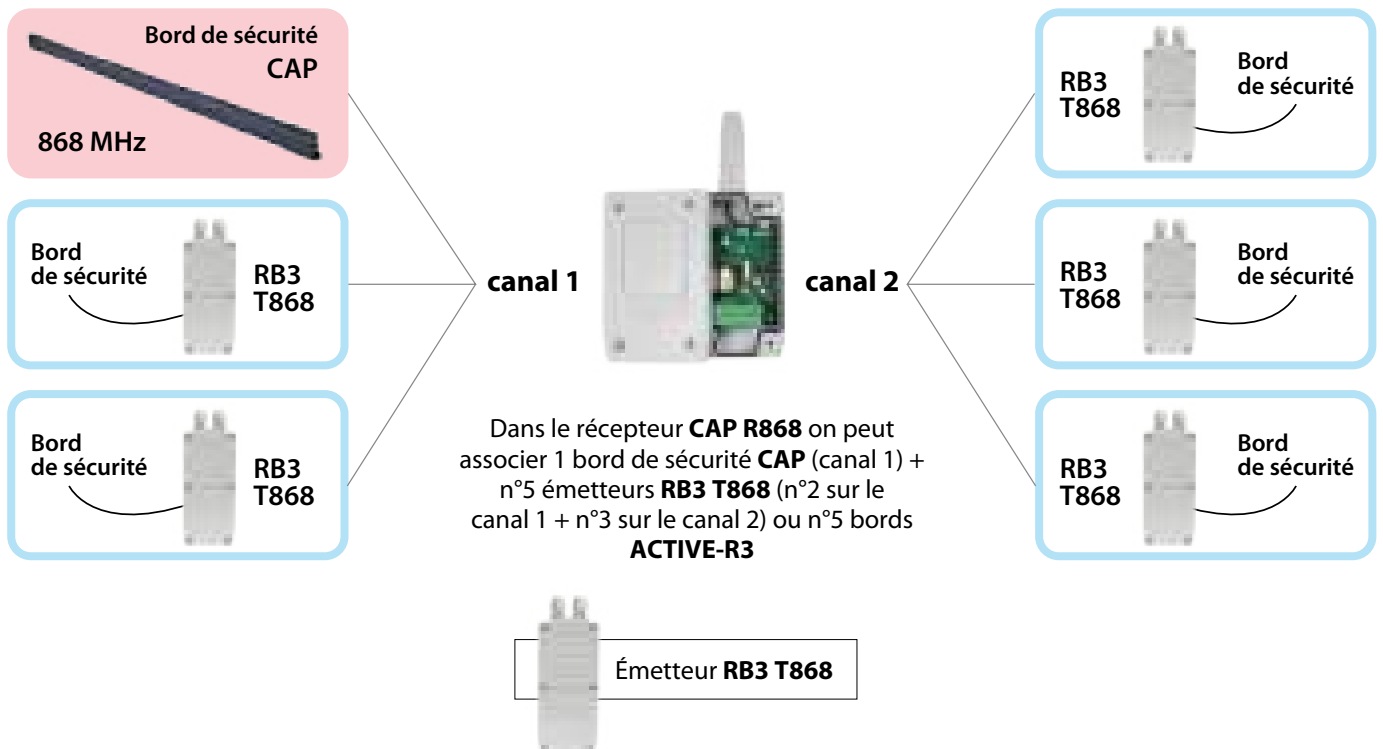 Bord de sécurité
CAP
868 MHz
Bord
de sécurité
RB3
T868
Bord
de sécurité
RB3
T868
canal 1
canal 2
RB3
T868
Bord
de sécurité
RB3
T868
Bord
de sécurité
RB3
T868
Bord
de sécurité
Dans le récepteur CAP R868 on peut
associer 1 bord de sécurité CAP (canal 1) +
n°5 émetteurs RB3 T868 (n°2 sur le
canal 1 + n°3 sur le canal 2) ou n°5 bords
ACTIVE-R3
Émetteur RB3 T868